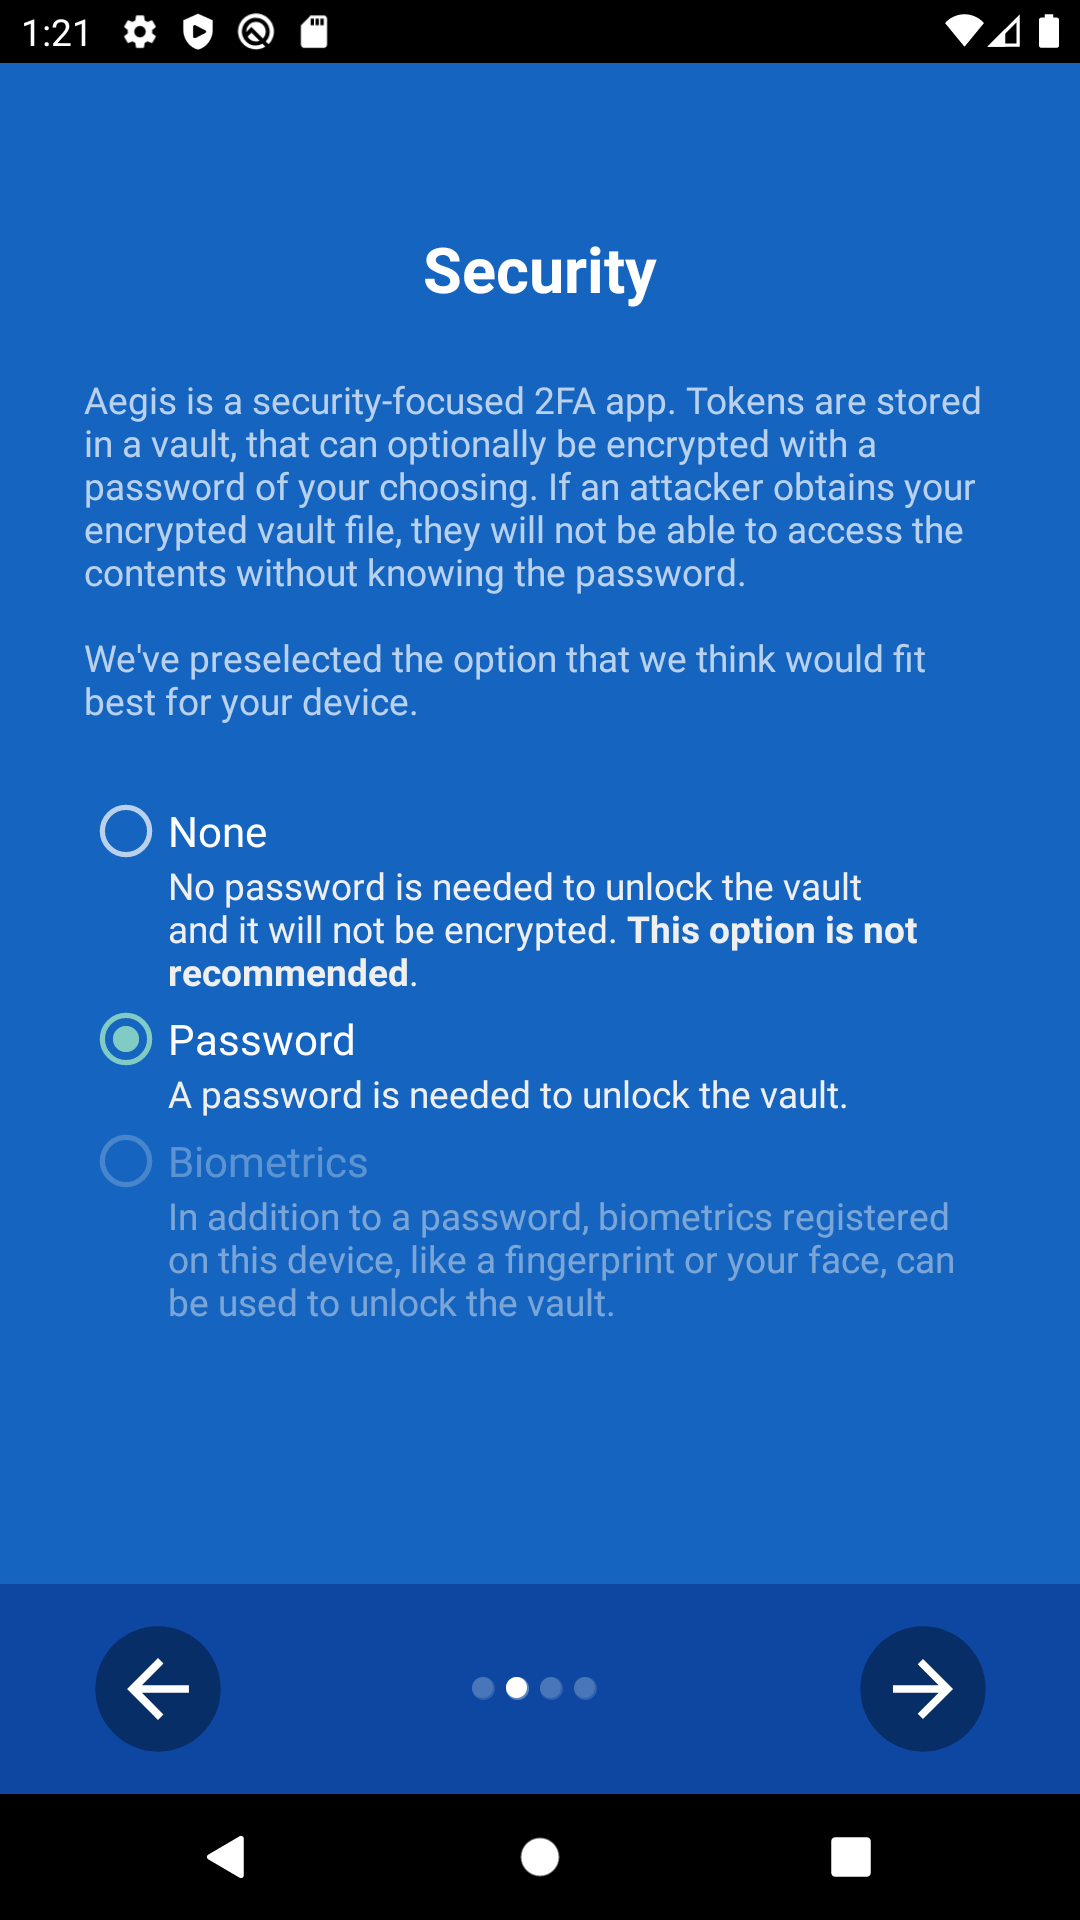 1:21
Security
Aegis is a security-focused 2FA app. Tokens are stored
in a vault, that can optionally be encrypted with a
password of your choosing. If an attacker obtains your
encrypted vault file, they will not be able to access the
contents without knowing the password.
We've preselected the option that we think would fit
best for your device.
None
No password is needed to unlock the vault
and it will not be encrypted. This option is not
recommended.
Password
A password is needed to unlock the vault.
Biometrics
In addition to a password, biometrics registered
on this device, like a fingerprint or your face, can
be used to unlock the vault.